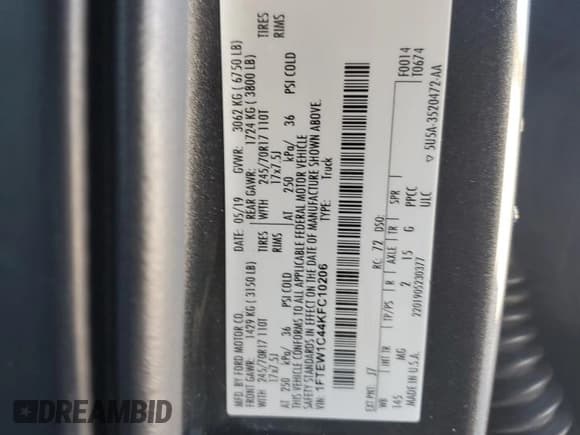 MFD. BY FORD MOTOR CO.
DATE: 05/19 GVWR: 3062 KG (6750 LB)
FRONT GAWR: 1429 KG (3150 LB) REAR GAWR: 1724 KG (3800 LB)
245/70R17 110T TIRES WITH 245/70R17 110T TIRES
17x7.5J RIMS 17x7.5J RIMS
AT 250 kPa/ 36 PSI COLD AT 250 kPa/ 36 PSI COLD
THIS VEHICLE CONFORMS TO ALL APPLICABLE FEDERAL MOTOR VEHICLE
SAFETY STANDARDS IN EFFECT ON THE DATE OF MANUFACTURE SHOWN ABOVE.
VIN: 1FTEW1C44KFC10206 TYPE: Truck
F0014
T0674
EXT PNT: J7 RC: 72 DSO:
WB INT TR TP/PS R AXLE TR SPR
145 MG 2 15 G PPCC
MADE IN U.S.A. 2201905230377 ULC
▽ 5U5A-3520472-AA
DREAMBID